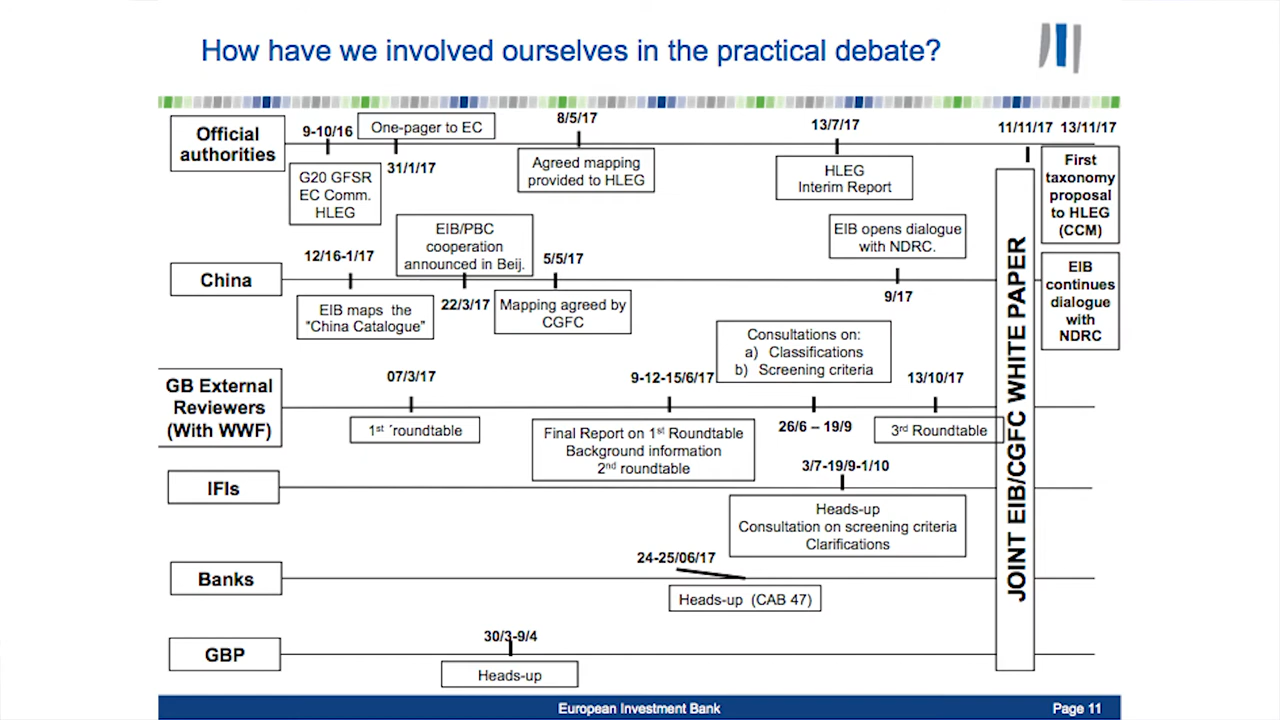 How have we involved ourselves in the practical debate?
Official
authorities
9-10/16
G20 GFSR
EC Comm.
HLEG
One-pager to EC
31/1/17
8/5/17
Agreed mapping
provided to HLEG
13/7/17
HLEG
Interim Report
11/11/17
13/11/17
First
taxonomy
proposal
to HLEG
(CCM)
China
12/16-1/17
EIB maps the
"China Catalogue"
EIB/PBC
cooperation
announced in Beij.
22/3/17
5/5/17
Mapping agreed by
CGFC
EIB opens dialogue
with NDRC.
9/17
EIB
continues
dialogue
with
NDRC
GB External
Reviewers
(With WWF)
07/3/17
1st ´roundtable
9-12-15/6/17
Final Report on 1st Roundtable
Background information
2nd roundtable
Consultations on:
a) Classifications
b) Screening criteria
26/6 – 19/9
13/10/17
3rd Roundtable
IFIs
3/7-19/9-1/10
Heads-up
Consultation on screening criteria
Clarifications
Banks
24-25/06/17
Heads-up (CAB 47)
GBP
30/3-9/4
Heads-up
JOINT EIB/CGFC WHITE PAPER
European Investment Bank
Page 11